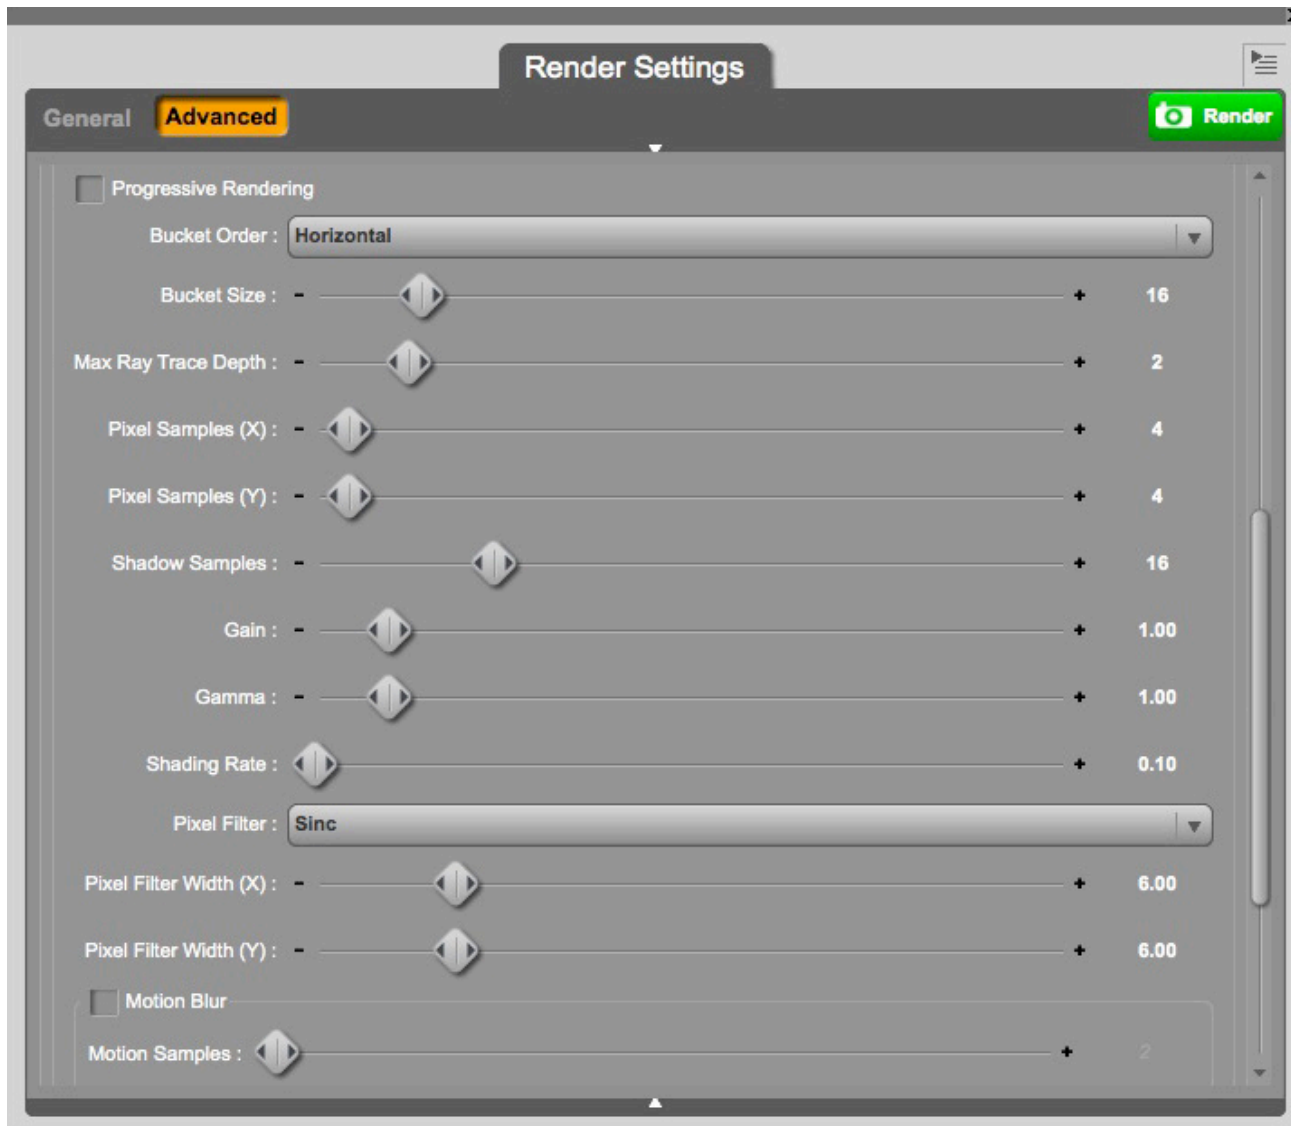 Render Settings
General Advanced Render
Progressive Rendering
Bucket Order : Horizontal
Bucket Size : - + 16
Max Ray Trace Depth : - + 2
Pixel Samples (X) : - + 4
Pixel Samples (Y) : - + 4
Shadow Samples : - + 16
Gain : - + 1.00
Gamma : - + 1.00
Shading Rate : + 0.10
Pixel Filter : Sinc
Pixel Filter Width (X) : - + 6.00
Pixel Filter Width (Y) : - + 6.00
Motion Blur
Motion Samples : + 2